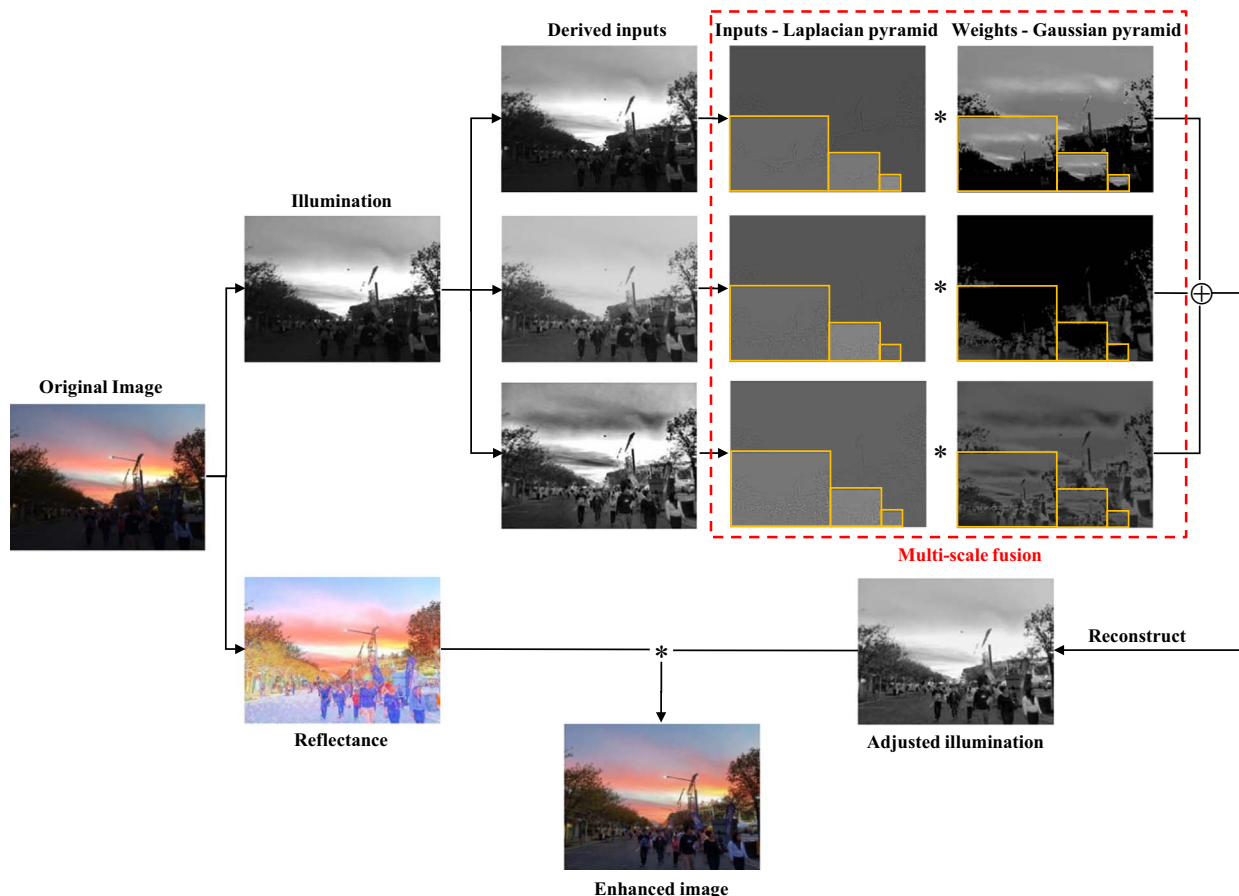 Derived inputs
Inputs - Laplacian pyramid
Weights - Gaussian pyramid
*
Illumination
*
Original Image
*
Multi-scale fusion
Reconstruct
*
Reflectance
Adjusted illumination
Enhanced image